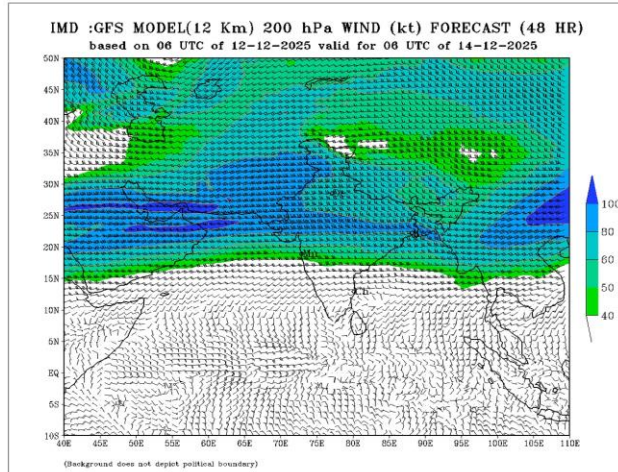 IMD :GFS MODEL(12 Km) 200 hPa WIND (kt) FORECAST (48 HR)
based on 06 UTC of 12-12-2025 valid for 06 UTC of 14-12-2025
50N
45N
40N
35N
30N
25N
20N
15N
10N
5N
EQ
5S
10S
40E 45E 50E 55E 60E 65E 70E 75E 80E 85E 90E 95E 100E 105E 110E
100
80
60
50
40
(Background does not depict political boundary)